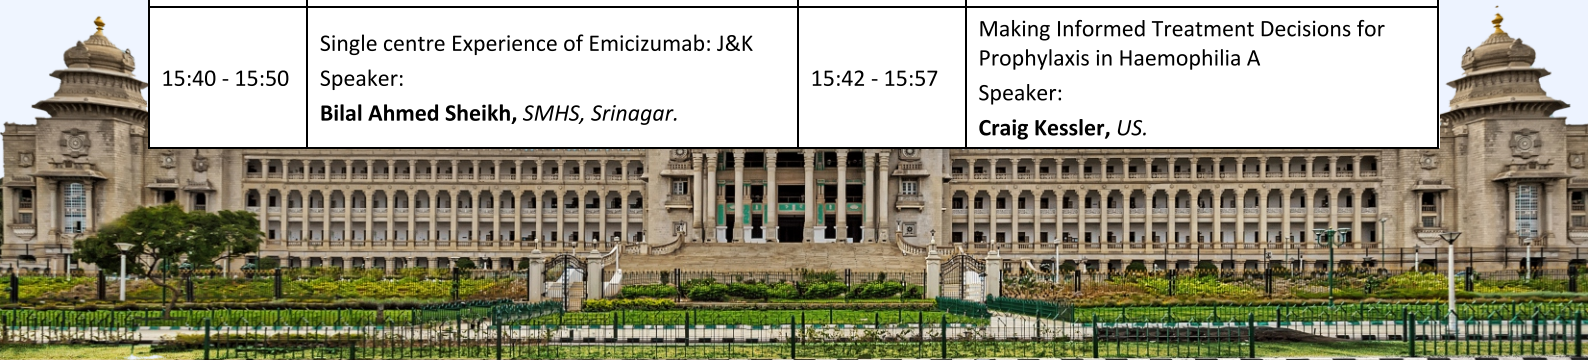 15:40 - 15:50
Single centre Experience of Emicizumab: J&K
Speaker:
Bilal Ahmed Sheikh, SMHS, Srinagar.
15:42 - 15:57
Making Informed Treatment Decisions for
Prophylaxis in Haemophilia A
Speaker:
Craig Kessler, US.